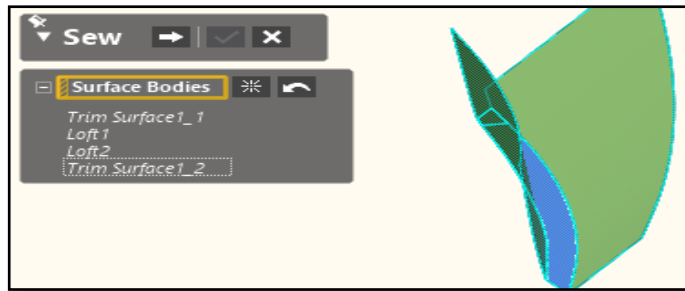 Sew
Surface Bodies
Trim Surface1_1
Loft1
Loft2
Trim Surface1_2